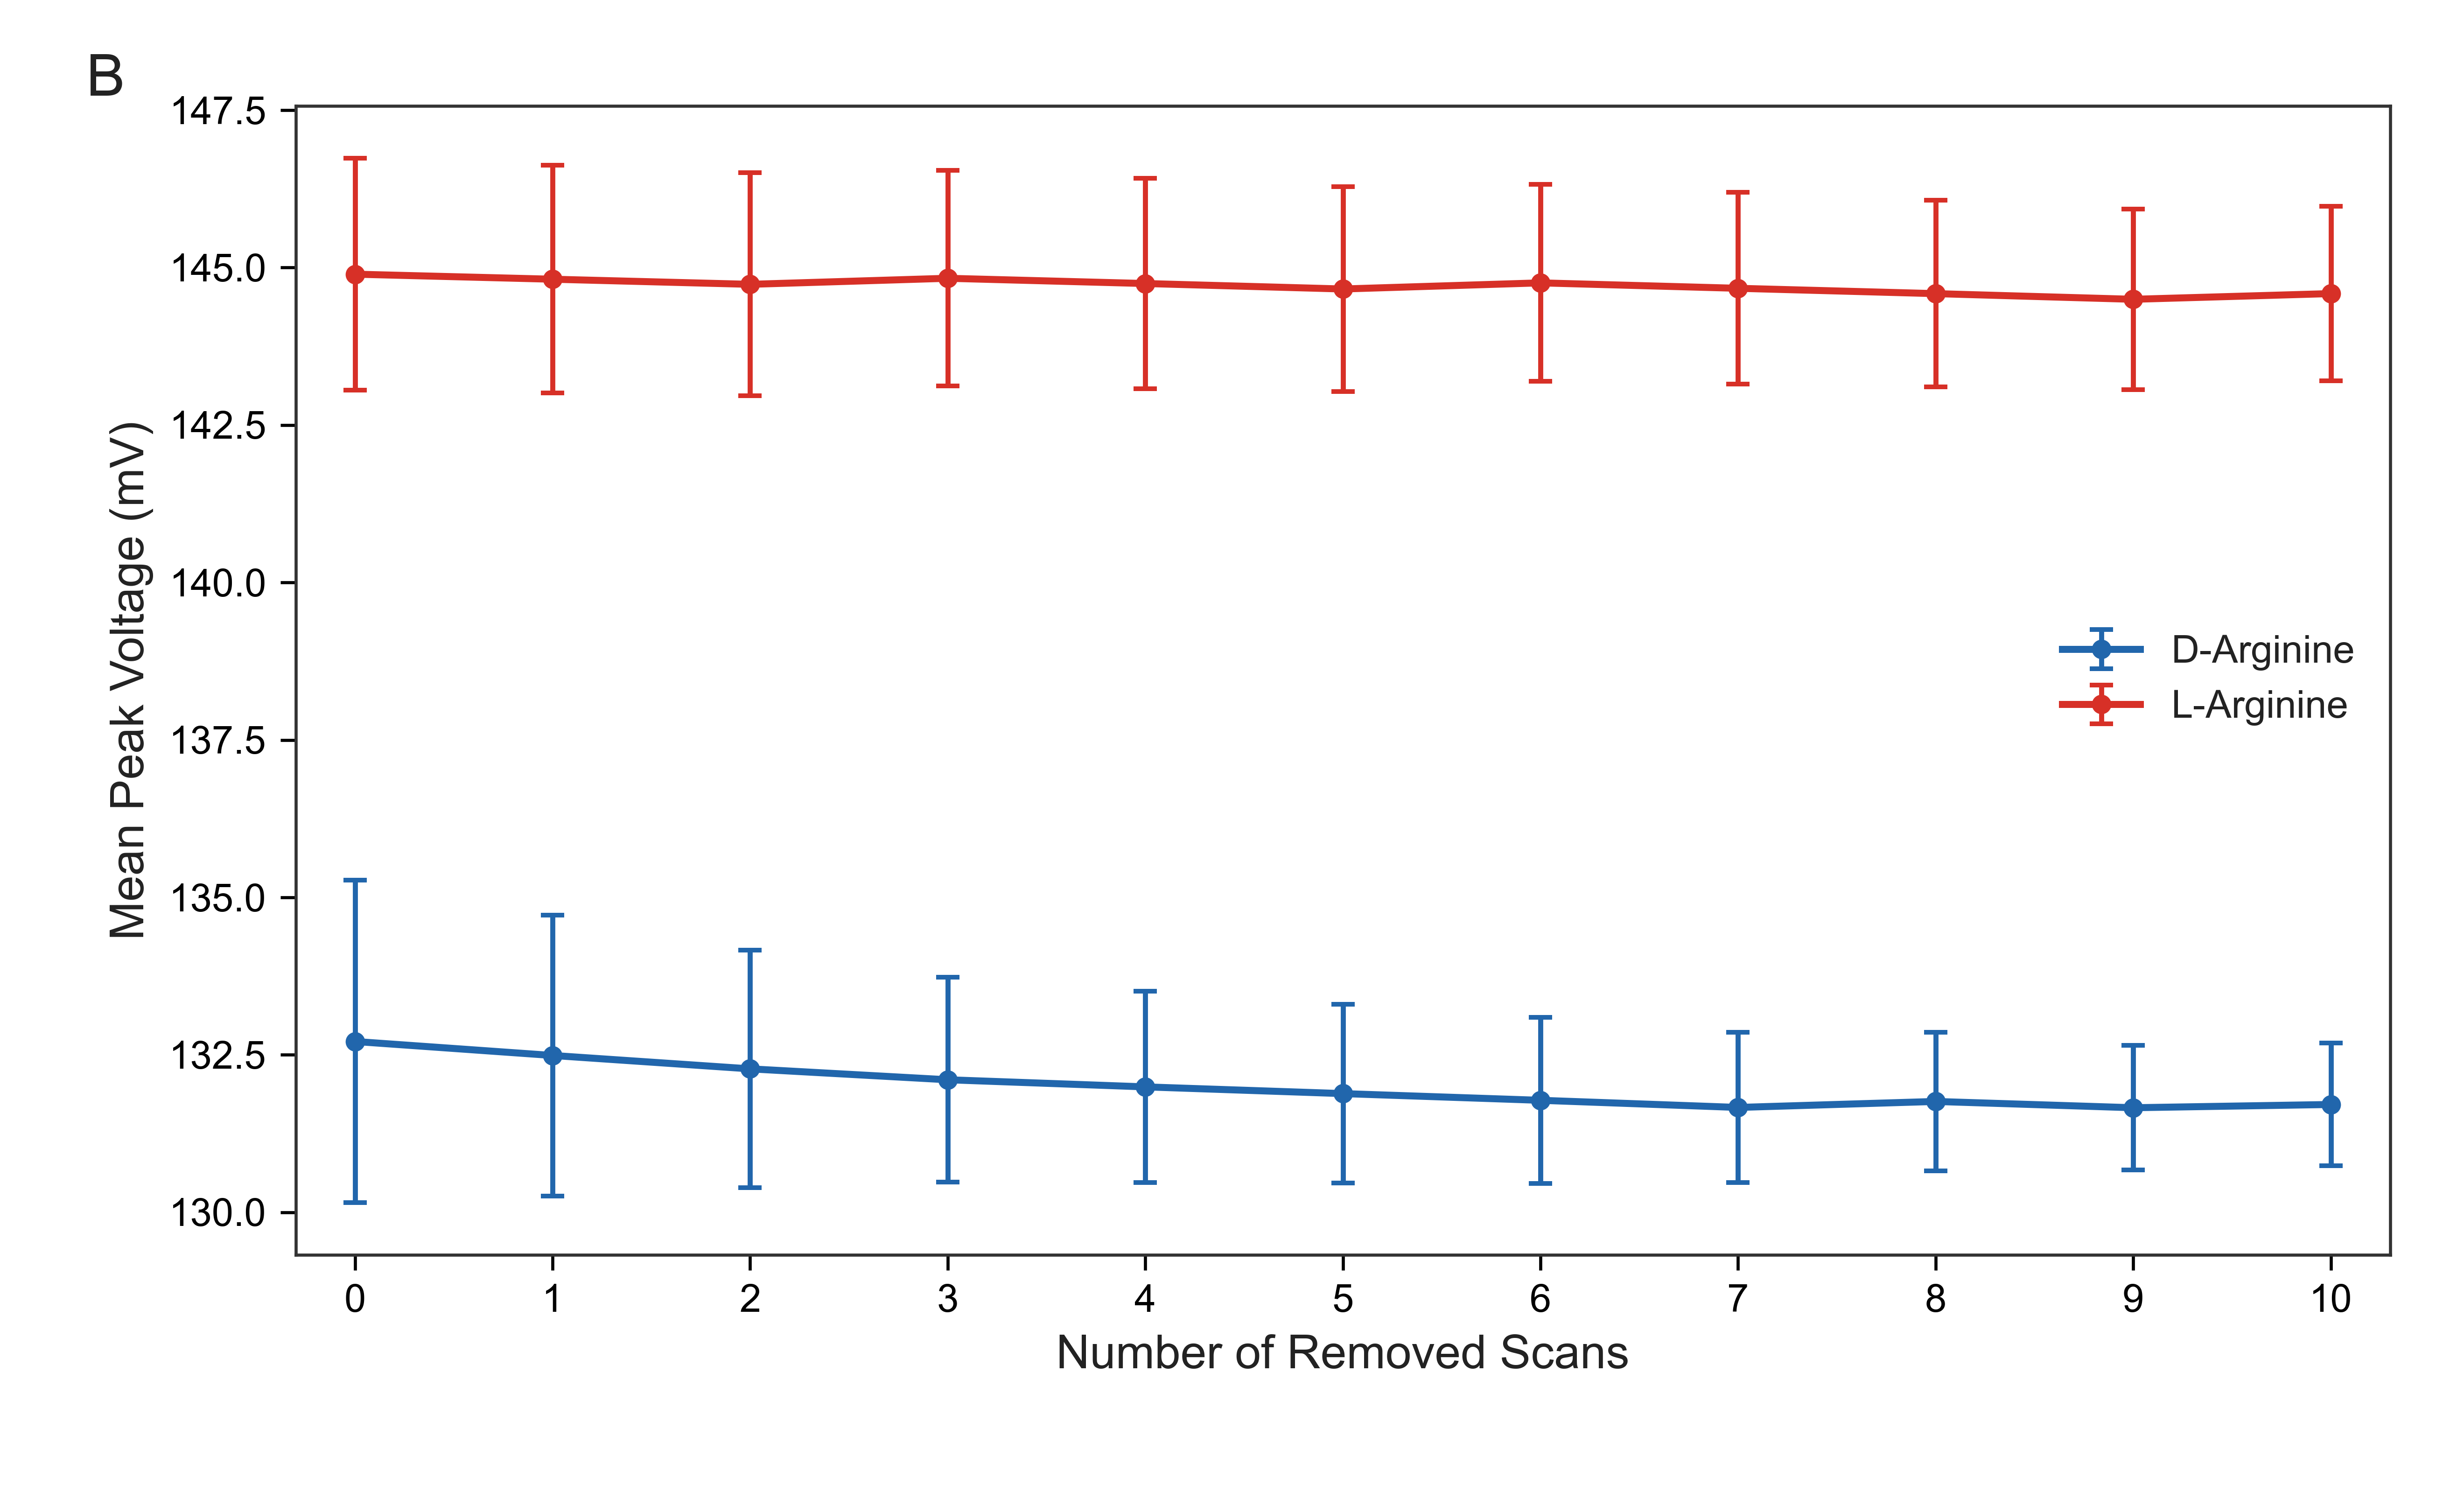 B
147.5
145.0
142.5
140.0
137.5
135.0
132.5
130.0
Mean Peak Voltage (mV)
D-Arginine
L-Arginine
0 1 2 3 4 5 6 7 8 9 10
Number of Removed Scans